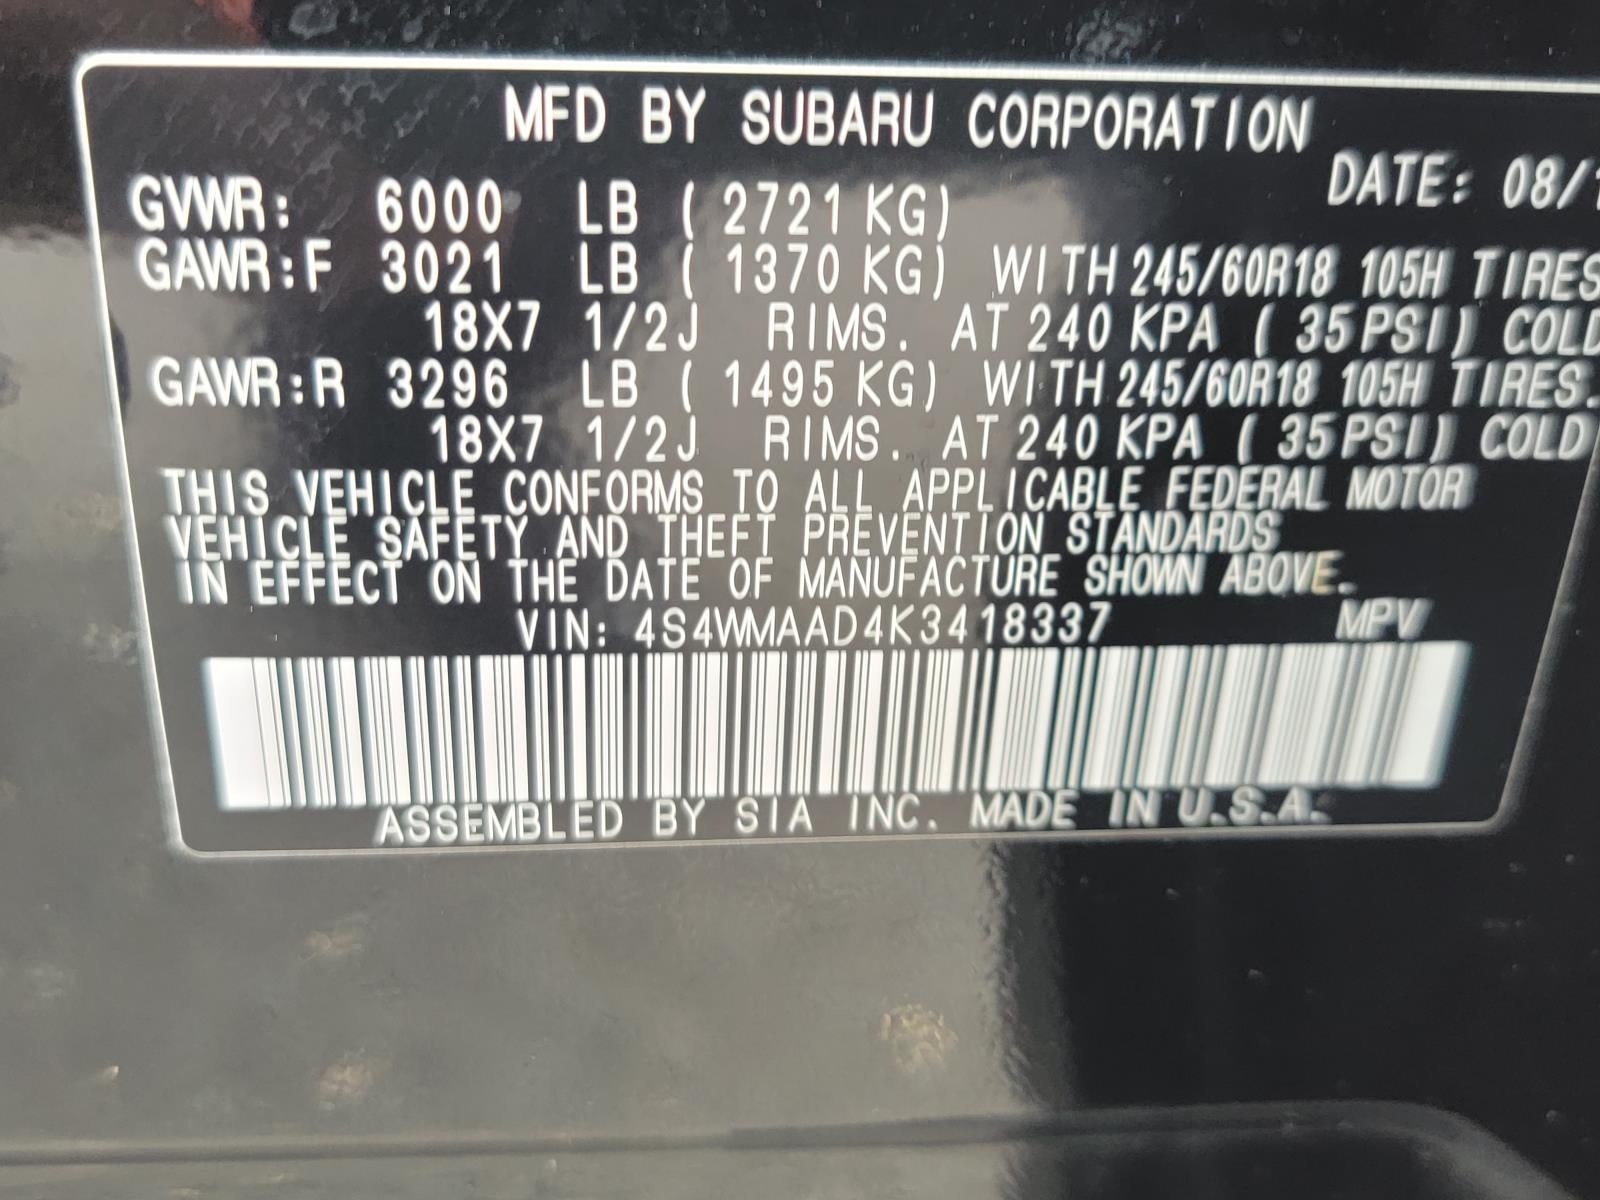 MFD BY SUBARU CORPORATION
DATE: 08/1
GVWR: 6000 LB ( 2721 KG)
GAWR:F 3021 LB ( 1370 KG) WITH 245/60R18 105H TIRES
18X7 1/2J RIMS. AT 240 KPA ( 35 PSI) COLD
GAWR:R 3296 LB ( 1495 KG) WITH 245/60R18 105H TIRES.
18X7 1/2J RIMS. AT 240 KPA ( 35 PSI) COLD
THIS VEHICLE CONFORMS TO ALL APPLICABLE FEDERAL MOTOR
VEHICLE SAFETY AND THEFT PREVENTION STANDARDS
IN EFFECT ON THE DATE OF MANUFACTURE SHOWN ABOVE.
VIN: 4S4WMAAD4K3418337 MPV
ASSEMBLED BY SIA INC. MADE IN U.S.A.